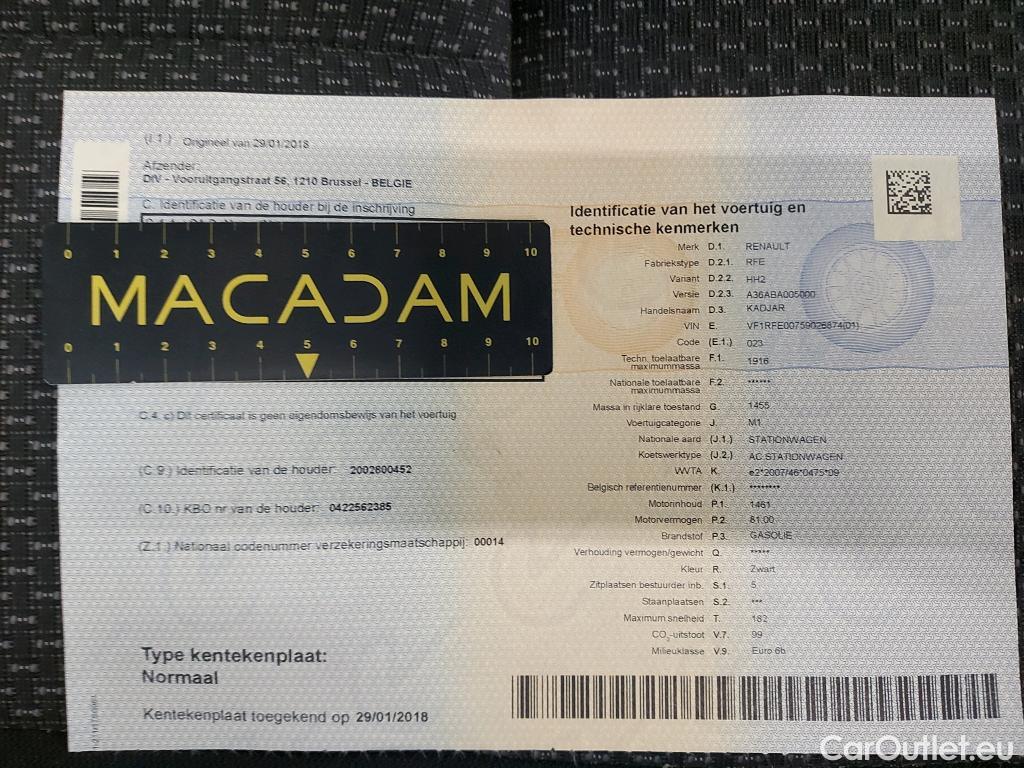 (I.1.) Origineel van 29/01/2018
Afzender:
DIV - Vooruitgangstraat 56, 1210 Brussel - BELGIE
C. Identificatie van de houder bij de inschrijving
0 1 2 3 4 5 6 7 8 9 10
MACADAM
0 1 2 3 4 5 6 7 8 9 10
C.4. c) Dit certificaat is geen eigendomsbewijs van het voertuig
(C.9.) Identificatie van de houder: 2002600452
(C.10.) KBO nr van de houder: 0422562385
(Z.1.) Nationaal codenummer verzekeringsmaatschappij: 00014
Type kentekenplaat:
Normaal
Kentekenplaat toegekend op 29/01/2018
Identificatie van het voertuig en
technische kenmerken
Merk D.1. RENAULT
Fabriekstype D.2.1. RFE
Variant D.2.2. HH2
Versie D.2.3. A36ABA005000
Handelsnaam D.3. KADJAR
VIN E. VF1RFE00759026874(01)
Code (E.1.) 023
Techn. toelaatbare F.1. 1916
maximummassa
Nationale toelaatbare F.2. ******
maximummassa
Massa in rijklare toestand G. 1455
Voertuigcategorie J. M1
Nationale aard (J.1.) STATIONWAGEN
Koetswerktype (J.2.) AC STATIONWAGEN
WVTA K. e2*2007/46*0475*09
Belgisch referentienummer (K.1.) ********
Motorinhoud P.1. 1461
Motorvermogen P.2. 81.00
Brandstof P.3. GASOLIE
Verhouding vermogen/gewicht Q. *****
Kleur R. Zwart
Zitplaatsen bestuurder inb. S.1. 5
Staanplaatsen S.2. ***
Maximum snelheid T. 182
CO2-uitstoot V.7. 99
Milieuklasse V.9. Euro 6b
CarOutlet.eu